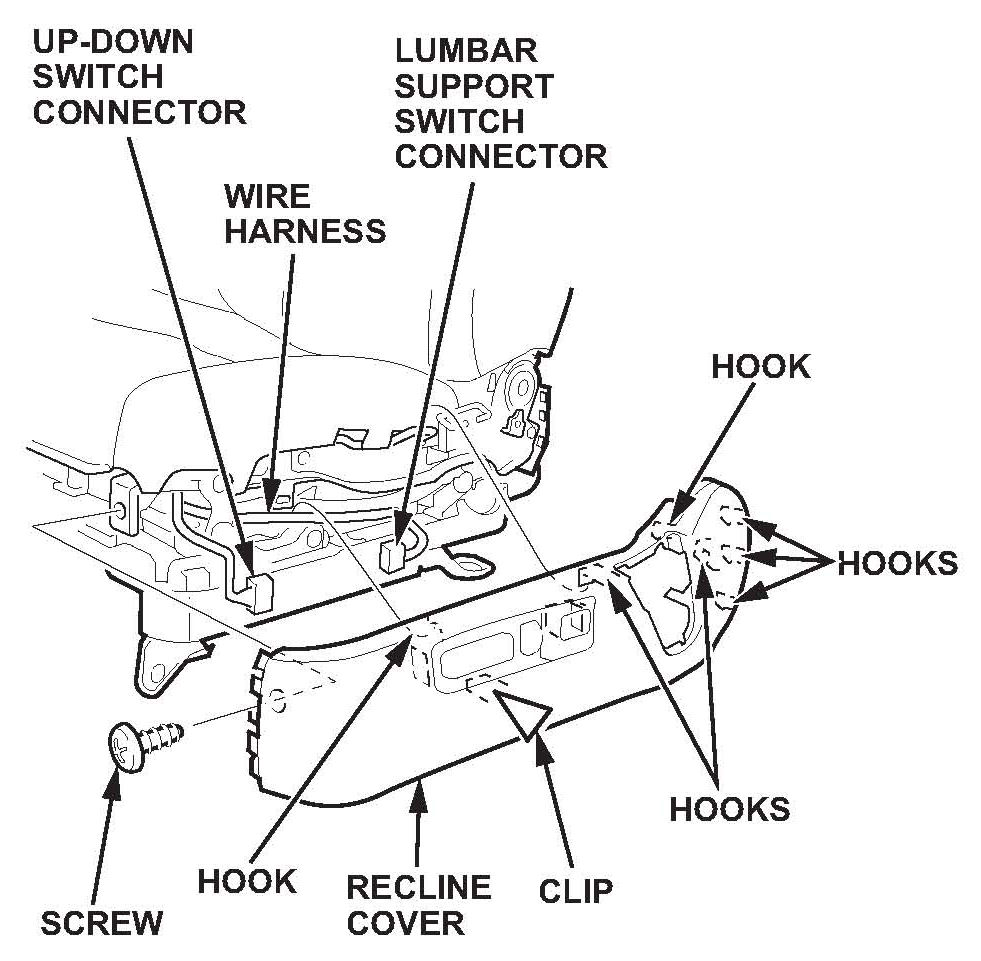 UP-DOWN
SWITCH
CONNECTOR
LUMBAR
SUPPORT
SWITCH
CONNECTOR
WIRE
HARNESS
HOOK
HOOKS
HOOKS
HOOK
RECLINE
COVER
CLIP
SCREW